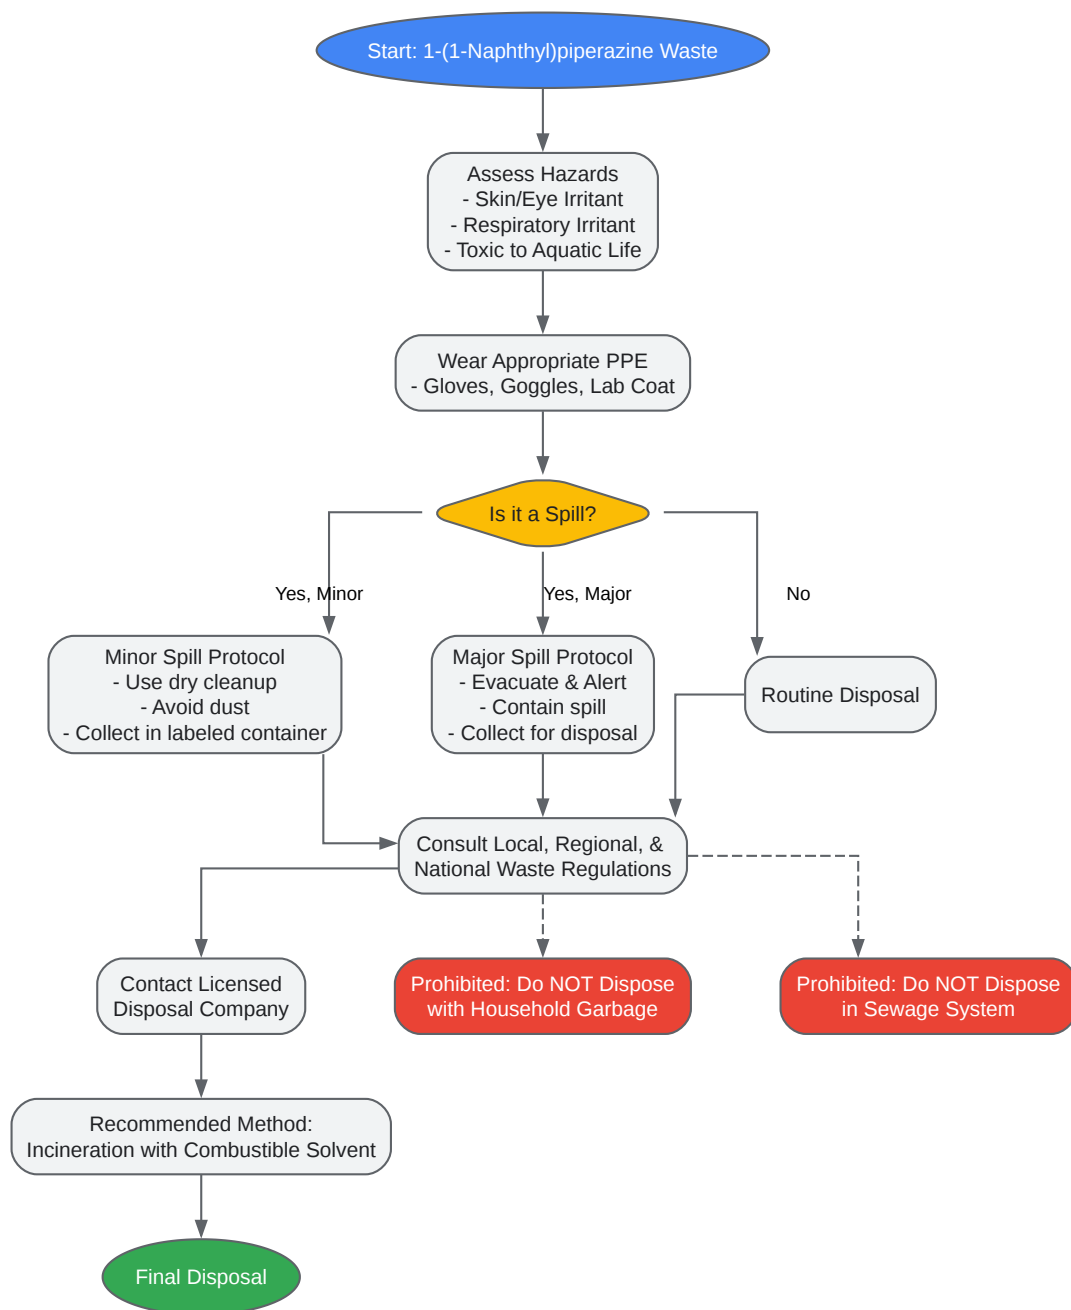 Start: 1-(1-Naphthyl)piperazine Waste
Assess Hazards
- Skin/Eye Irritant
- Respiratory Irritant
- Toxic to Aquatic Life
Wear Appropriate PPE
- Gloves, Goggles, Lab Coat
Is it a Spill?
Yes, Minor
Yes, Major
No
Minor Spill Protocol
- Use dry cleanup
- Avoid dust
- Collect in labeled container
Major Spill Protocol
- Evacuate & Alert
- Contain spill
- Collect for disposal
Routine Disposal
Consult Local, Regional, &
National Waste Regulations
Contact Licensed
Disposal Company
Prohibited: Do NOT Dispose
with Household Garbage
Prohibited: Do NOT Dispose
in Sewage System
Recommended Method:
Incineration with Combustible Solvent
Final Disposal